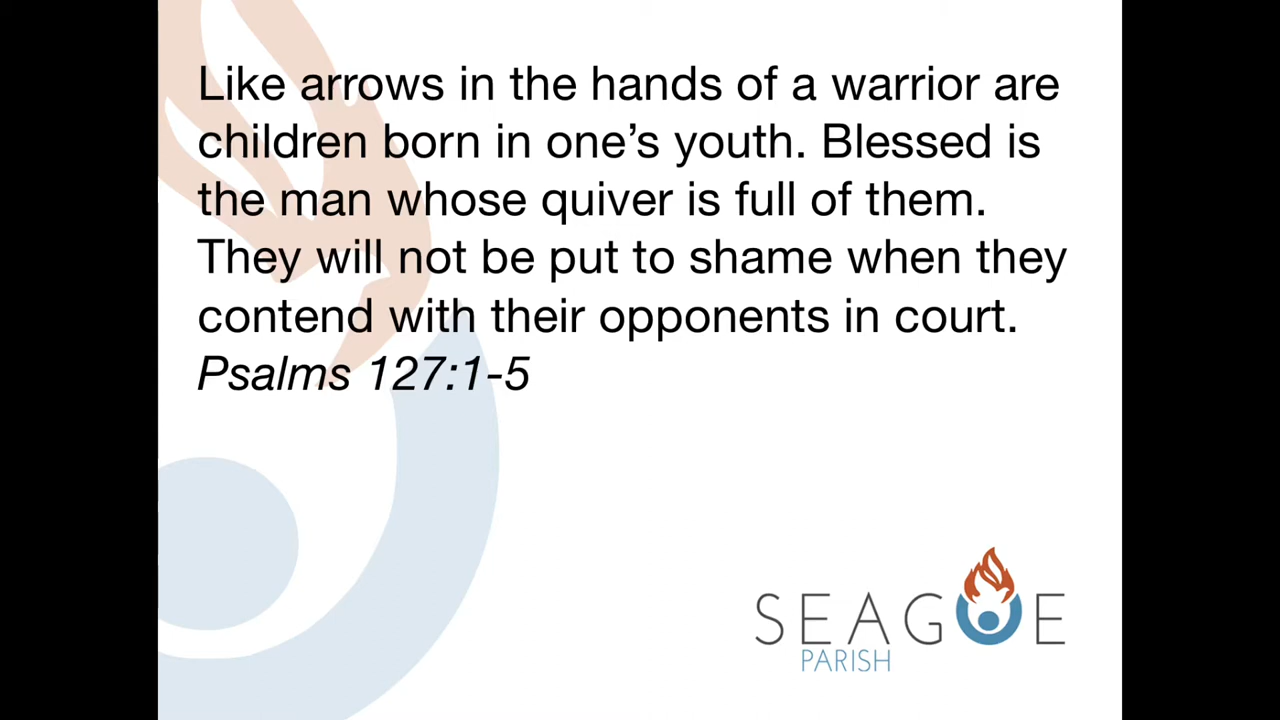 Like arrows in the hands of a warrior are
children born in one’s youth. Blessed is
the man whose quiver is full of them.
They will not be put to shame when they
contend with their opponents in court.
Psalms 127:1-5
SEAGOE
PARISH